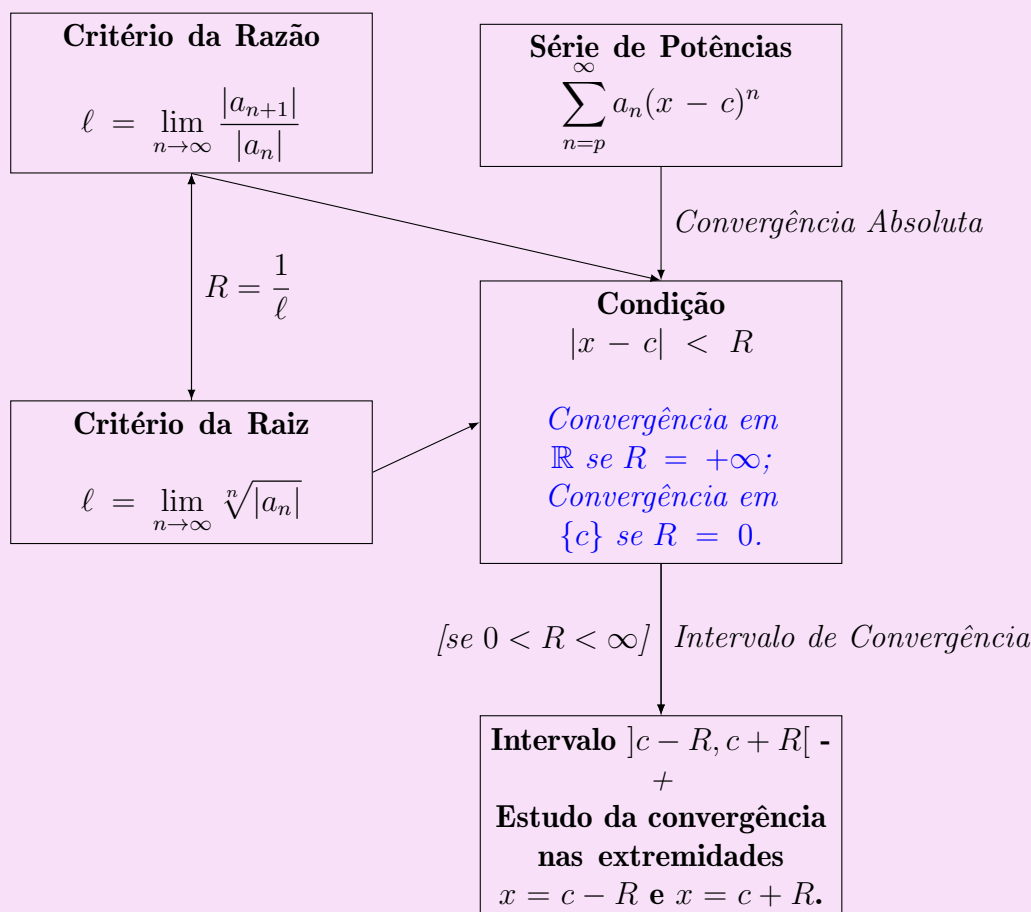 Critério da Razão
ℓ = lim_{n→∞} |a_{n+1}| / |a_n|
Série de Potências
∑_{n=p}^{∞} a_n(x − c)^n
Convergência Absoluta
R = 1/ℓ
Condição
|x − c| < R
Convergência em
ℝ se R = +∞;
Convergência em
{c} se R = 0.
Critério da Raiz
ℓ = lim_{n→∞} ⁿ√|a_n|
[se 0 < R < ∞] Intervalo de Convergência
Intervalo ]c − R, c + R[ -
+
Estudo da convergência
nas extremidades
x = c − R e x = c + R.